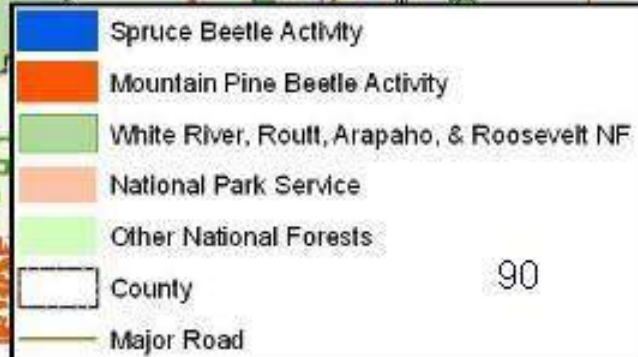 Spruce Beetle Activity
Mountain Pine Beetle Activity
White River, Routt, Arapaho, & Roosevelt NF
National Park Service
Other National Forests
County
90
Major Road